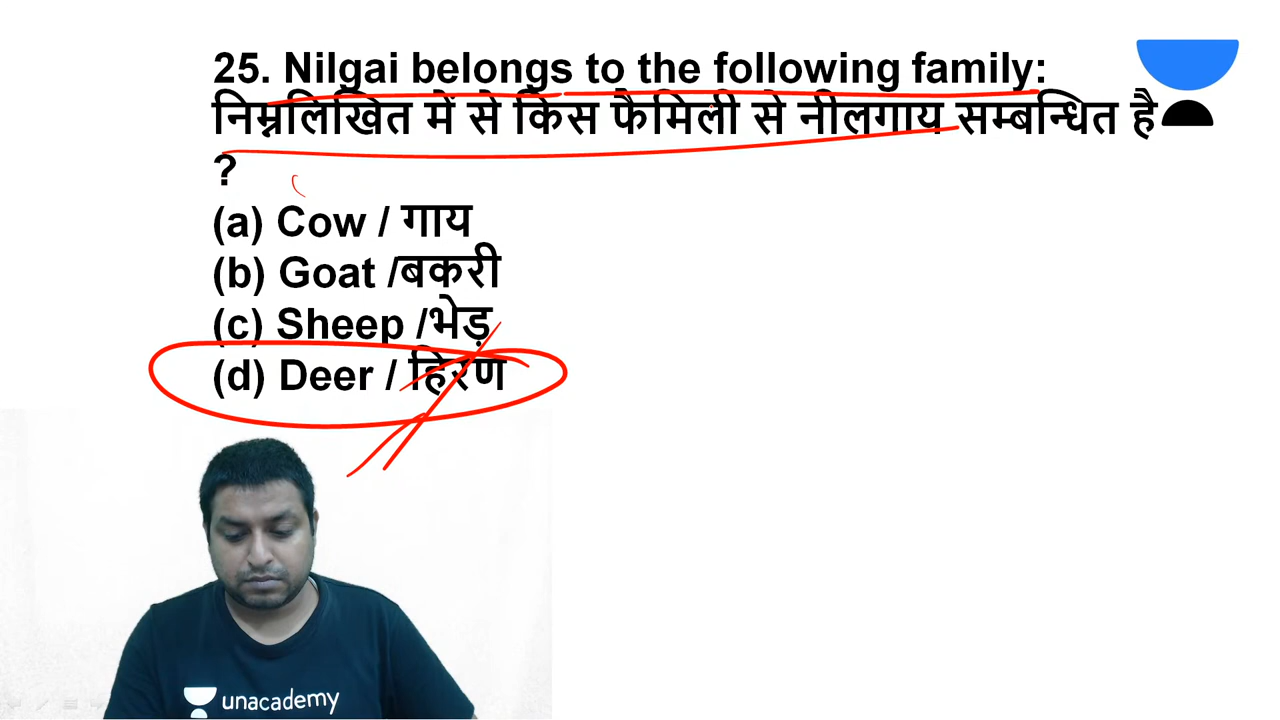 25. Nilgai belongs to the following family:
निम्नलिखित में से किस फैमिली से नीलगाय सम्बन्धित है
?
(a) Cow / गाय
(b) Goat /बकरी
(c) Sheep /भेड़
(d) Deer / हिरण
unacademy